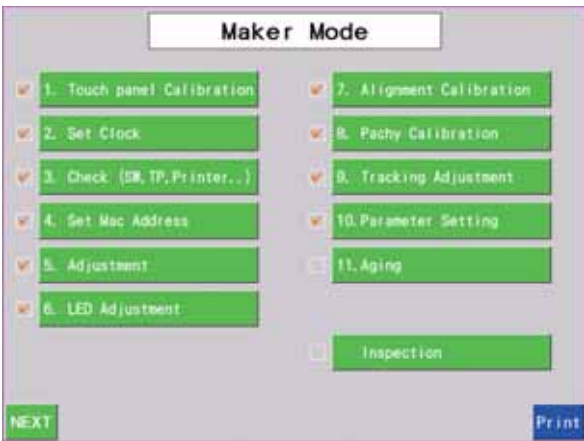 Maker Mode
1. Touch panel Calibration
2. Set Clock
3. Check (SW,TP,Printer..)
4. Set Mac Address
5. Adjustment
6. LED Adjustment
7. Alignment Calibration
8. Pachy Calibration
9. Tracking Adjustment
10.Parameter Setting
11.Aging
Inspection
NEXT
Print